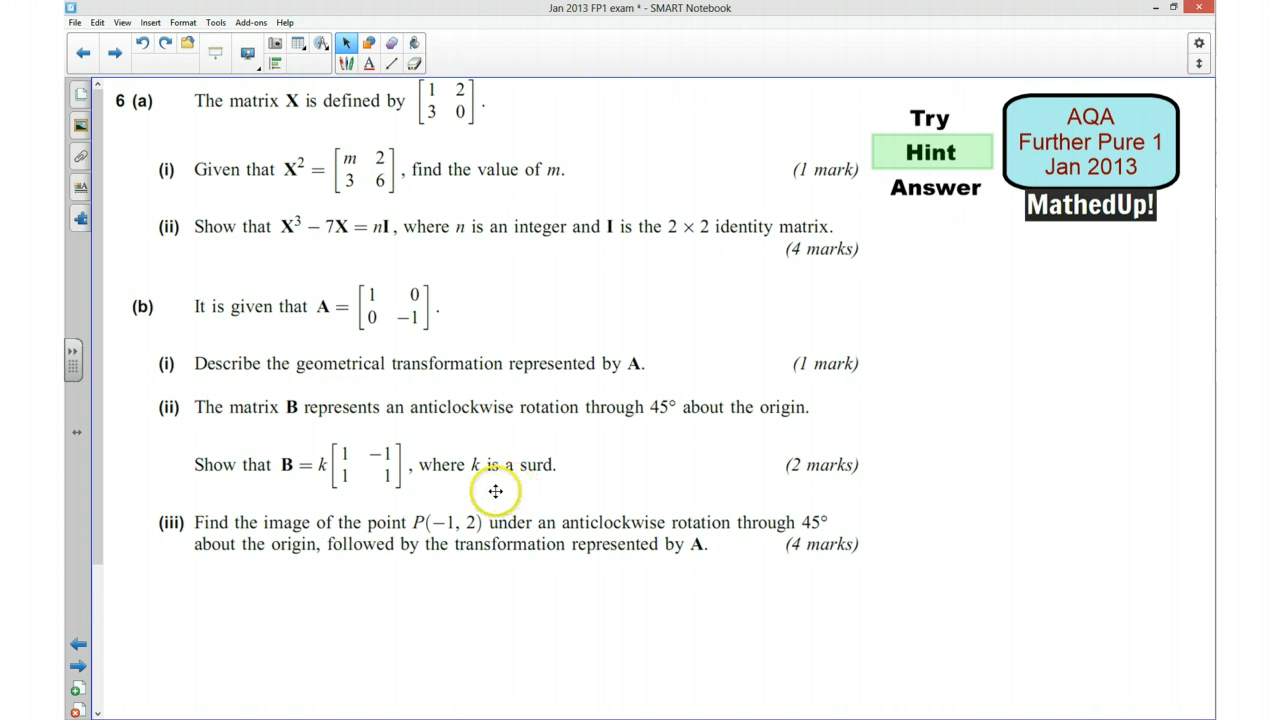 Jan 2013 FP1 exam * - SMART Notebook
File Edit View Insert Format Tools Add-ons Help
6 (a) The matrix X is defined by [1 2
3 0] .
Try
Hint
Answer
AQA
Further Pure 1
Jan 2013
MathedUp!
(i) Given that X² = [m 2
3 6] , find the value of m. (1 mark)
(ii) Show that X³ − 7X = nI, where n is an integer and I is the 2 × 2 identity matrix.
(4 marks)
(b) It is given that A = [1 0
0 −1] .
(i) Describe the geometrical transformation represented by A. (1 mark)
(ii) The matrix B represents an anticlockwise rotation through 45° about the origin.
Show that B = k [1 −1
1 1] , where k is a surd. (2 marks)
(iii) Find the image of the point P(−1, 2) under an anticlockwise rotation through 45°
about the origin, followed by the transformation represented by A. (4 marks)